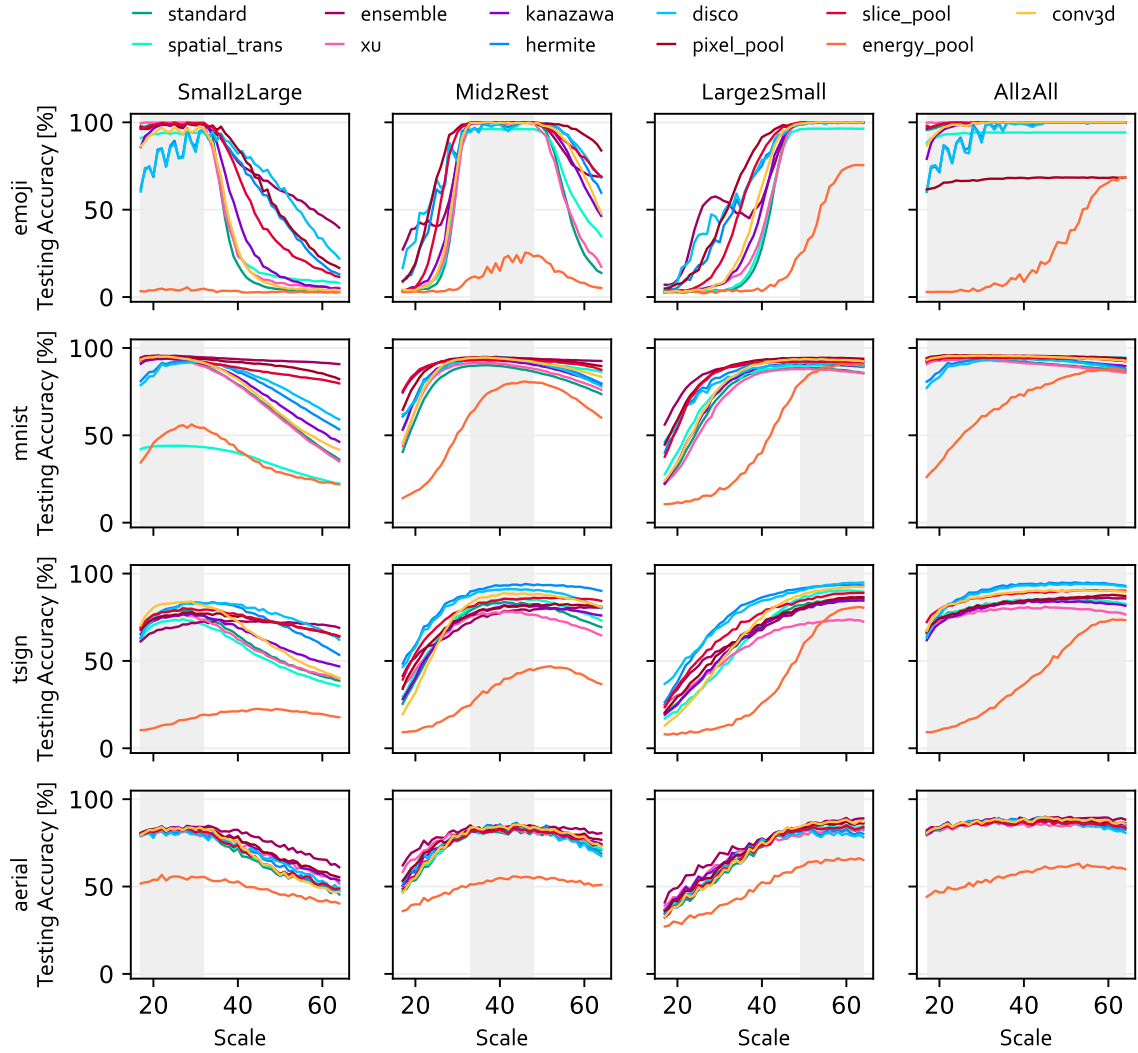 standard ensemble kanazawa disco slice_pool conv3d
spatial_trans xu hermite pixel_pool energy_pool
Small2Large Mid2Rest Large2Small All2All
emoji
Testing Accuracy [%]
100
50
0
mnist
Testing Accuracy [%]
100
50
0
tsign
Testing Accuracy [%]
100
50
0
aerial
Testing Accuracy [%]
100
50
0
20 40 60 20 40 60 20 40 60 20 40 60
Scale Scale Scale Scale